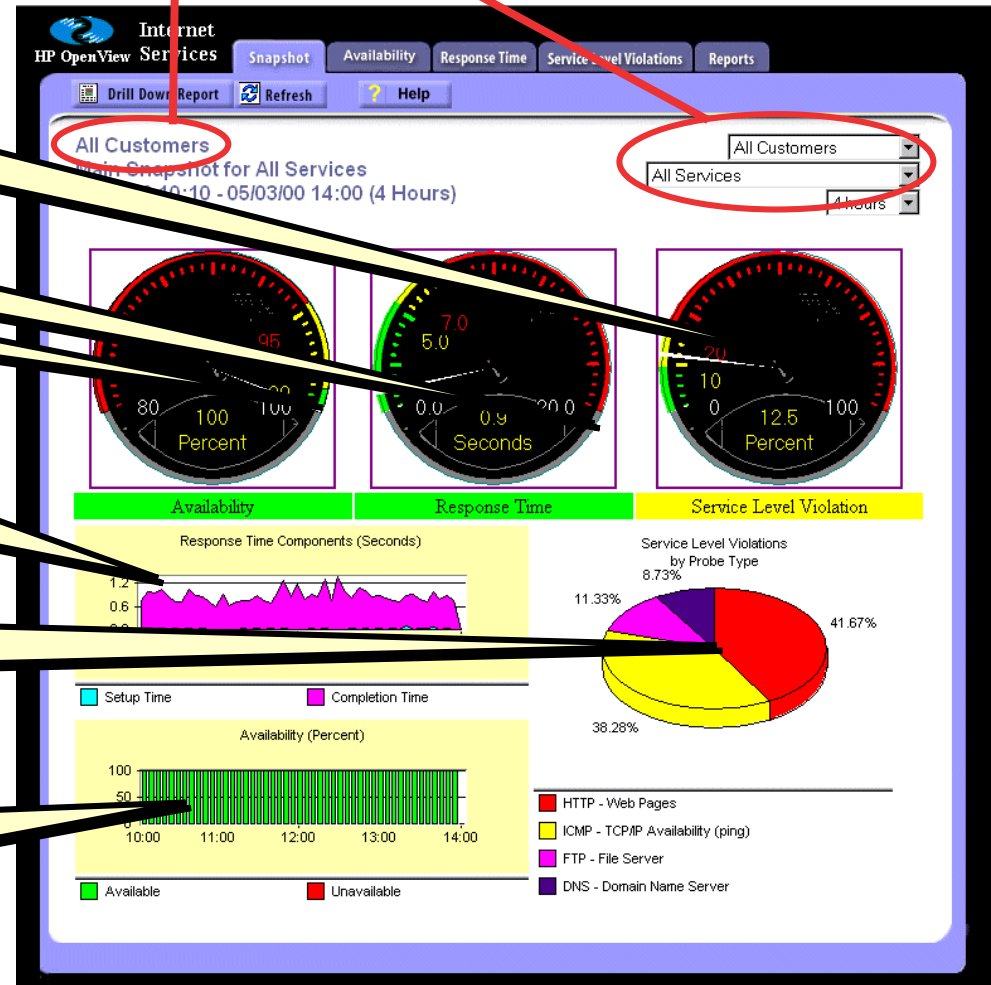 Internet
HP OpenView Services
Snapshot
Availability
Response Time
Service Level Violations
Reports
Drill Down Report
Refresh
? Help
All Customers
Main Snapshot for All Services
10:10 - 05/03/00 14:00 (4 Hours)
All Customers
All Services
4 hours
95
80
100
100
Percent
7.0
5.0
0.0
20.0
0.9
Seconds
20
10
0
100
12.5
Percent
Availability
Response Time
Service Level Violation
Response Time Components (Seconds)
1.2
0.6
0.0
Setup Time
Completion Time
Service Level Violations
by Probe Type
8.73%
11.33%
41.67%
38.28%
Availability (Percent)
100
50
0
10:00
11:00
12:00
13:00
14:00
Available
Unavailable
HTTP - Web Pages
ICMP - TCP/IP Availability (ping)
FTP - File Server
DNS - Domain Name Server